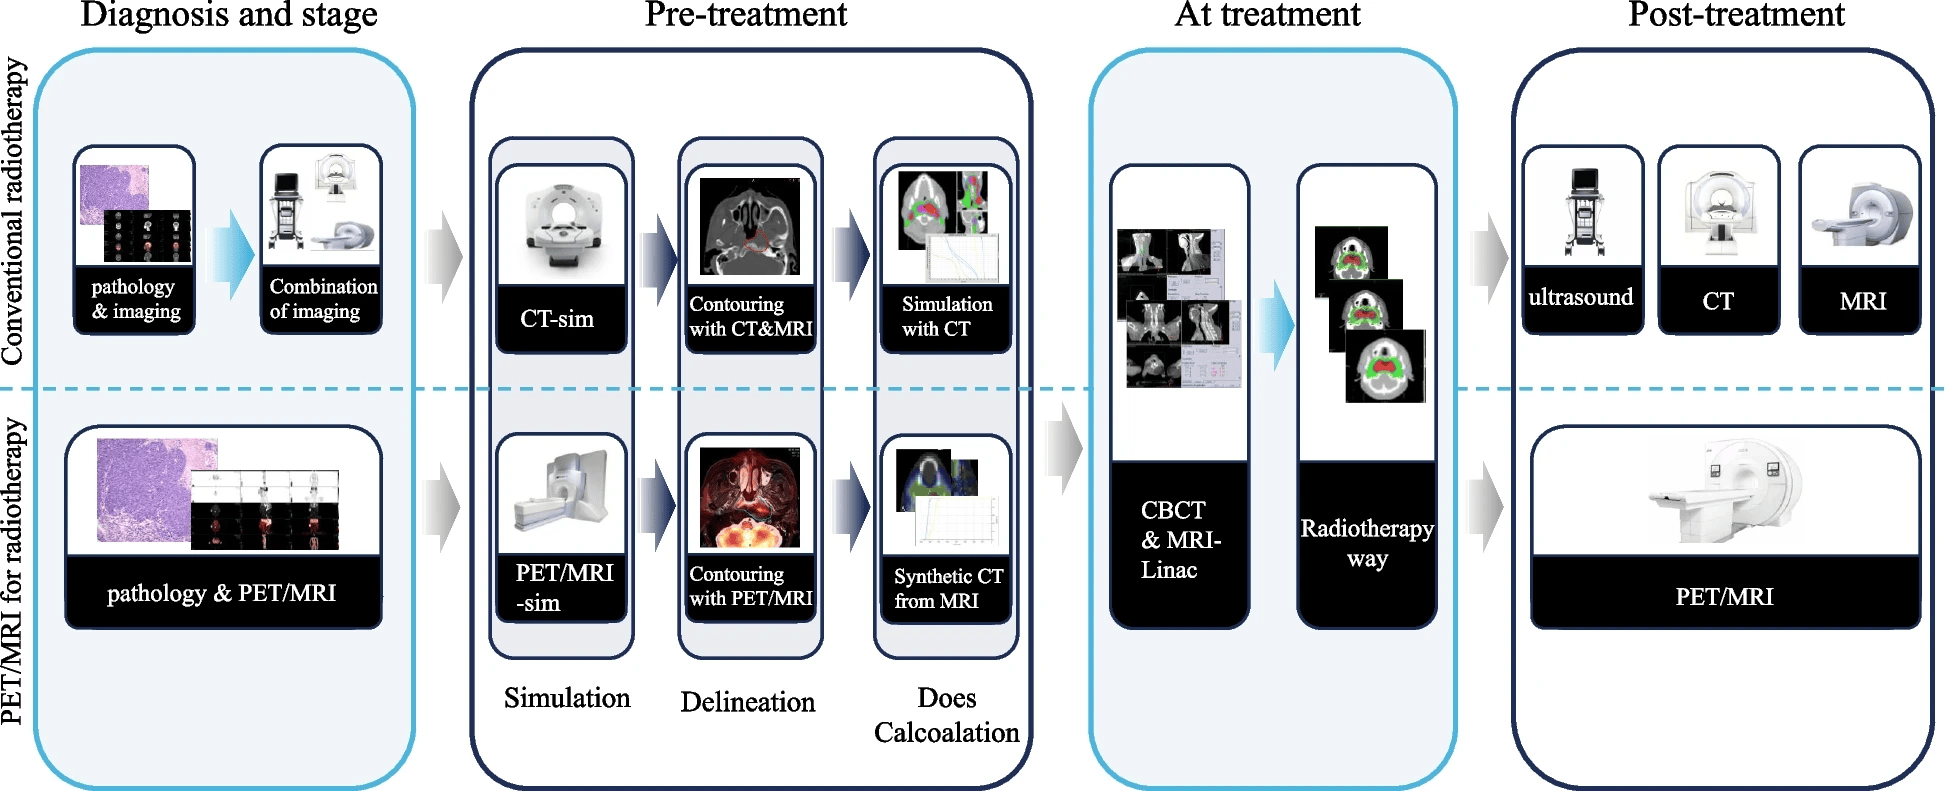 Diagnosis and stage
Pre-treatment
At treatment
Post-treatment
Conventional radiotherapy
pathology
& imaging
Combination
of imaging
CT-sim
Contouring
with CT&MRI
Simulation
with CT
ultrasound
CT
MRI
PET/MRI for radiotherapy
pathology & PET/MRI
PET/MRI
-sim
Contouring
with PET/MRI
Synthetic CT
from MRI
CBCT
& MRI-
Linac
Radiotherapy
way
PET/MRI
Simulation
Delineation
Does
Calcoalation